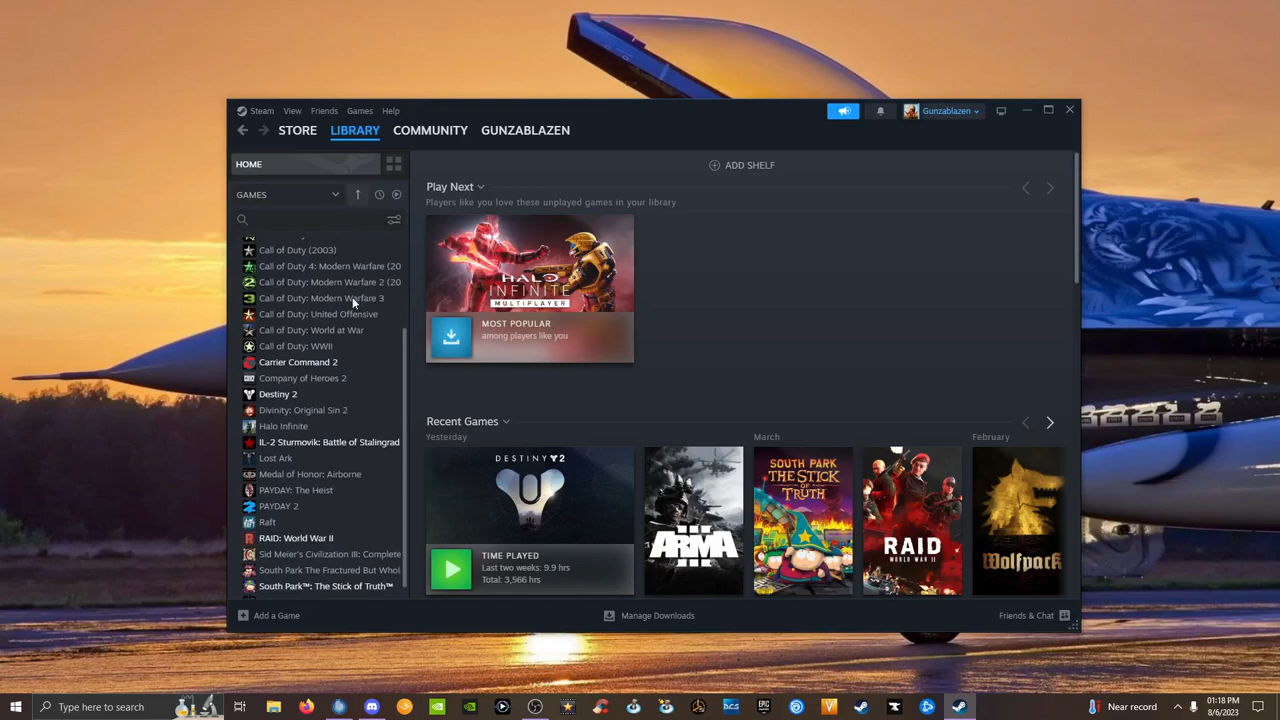 Steam View Friends Games Help
Gunzablazen
STORE LIBRARY COMMUNITY GUNZABLAZEN
HOME
GAMES
Call of Duty (2003)
Call of Duty 4: Modern Warfare (20
Call of Duty: Modern Warfare 2 (20
Call of Duty: Modern Warfare 3
Call of Duty: United Offensive
Call of Duty: World at War
Call of Duty: WWII
Carrier Command 2
Company of Heroes 2
Destiny 2
Divinity: Original Sin 2
Halo Infinite
IL-2 Sturmovik: Battle of Stalingrad
Lost Ark
Medal of Honor: Airborne
PAYDAY: The Heist
PAYDAY 2
Raft
RAID: World War II
Sid Meier's Civilization III: Complete
South Park The Fractured But Whol
South Park™: The Stick of Truth™
ADD SHELF
Play Next
Players like you love these unplayed games in your library
HALO
INFINITE
MULTIPLAYER
MOST POPULAR
among players like you
Recent Games
Yesterday
March
February
DESTINY 2
TIME PLAYED
Last two weeks: 9.9 hrs
Total: 3,566 hrs
ARMA
III
SOUTH PARK
THE STICK
OF
TRUTH
RAID
WORLD WAR II
Wolfpack
Add a Game
Manage Downloads
Friends & Chat
Type here to search
DCS
EPIC
GAMES
Near record
01:18 PM
8/6/2023